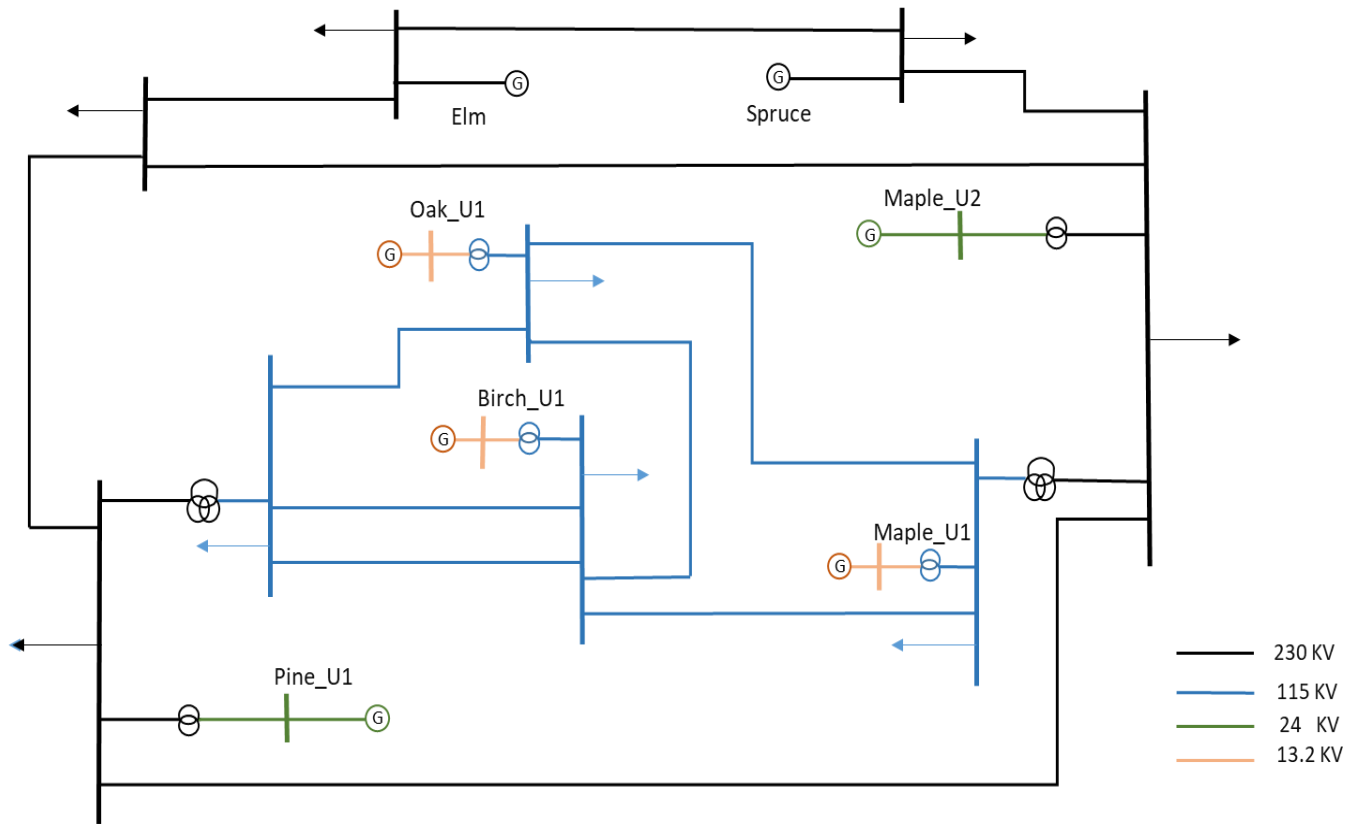 G
G
Elm
Spruce
Oak_U1
Maple_U2
G
G
Birch_U1
G
Maple_U1
G
Pine_U1
G
230 KV
115 KV
24 KV
13.2 KV